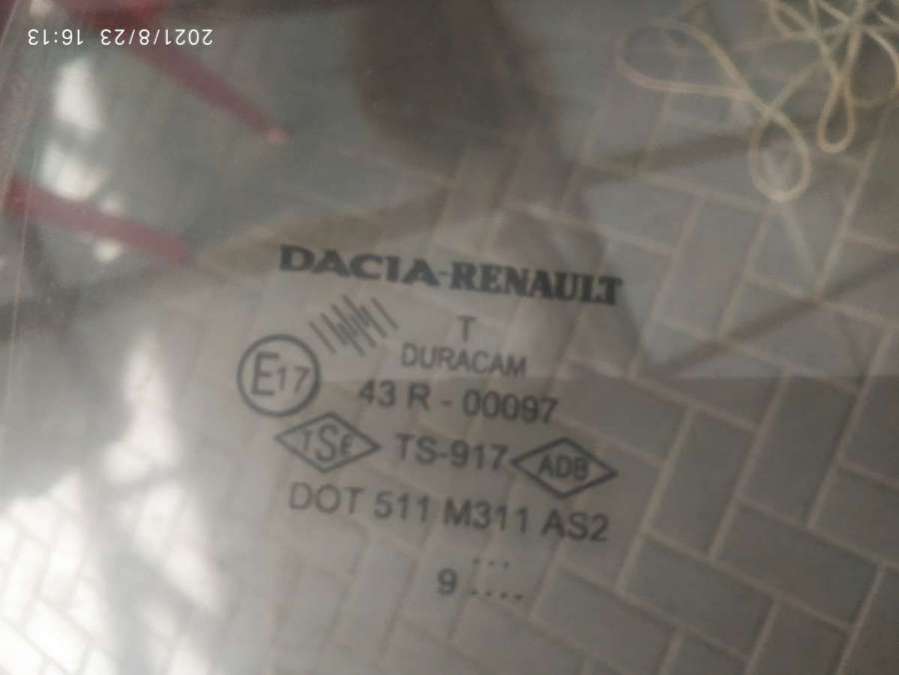 2021/8/23 16:13
DACIA-RENAULT
T
DURACAM
E17 43 R - 00097
TSE TS-917 ADB
DOT 511 M311 AS2
...
9 ....